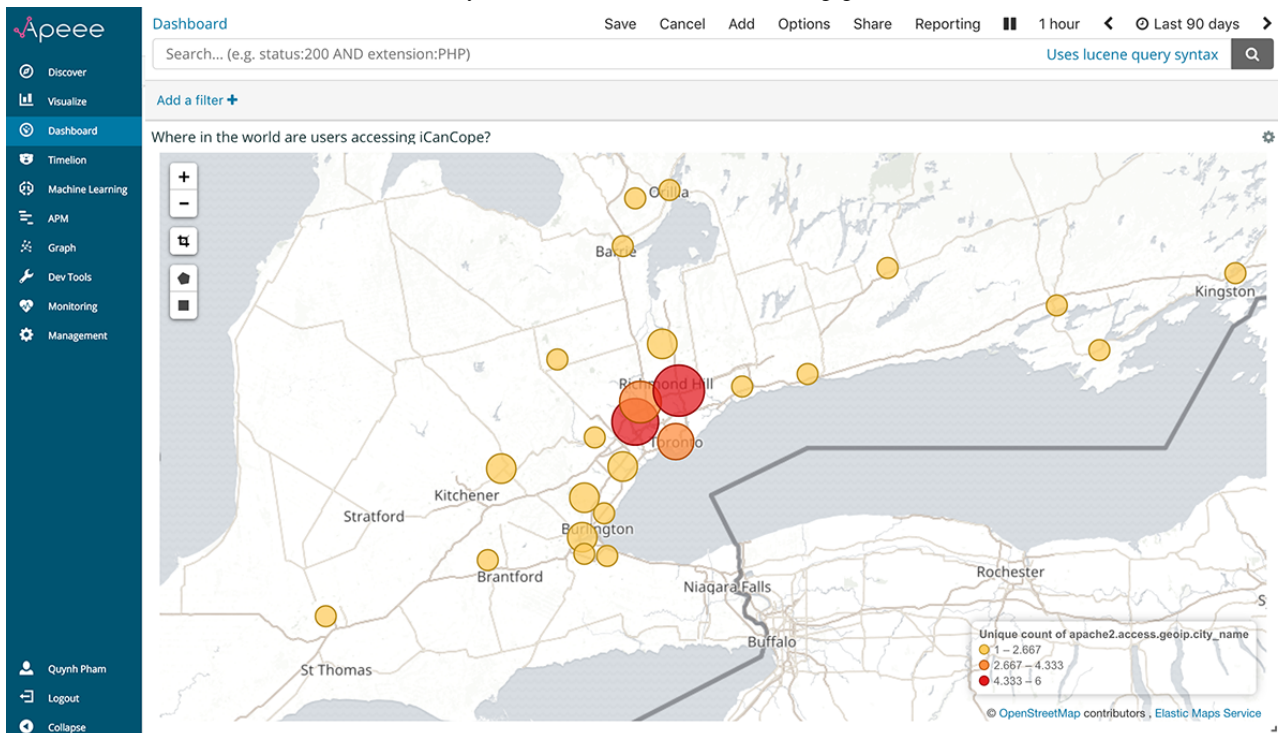 Apeee
Dashboard
Save Cancel Add Options Share Reporting 1 hour Last 90 days
Search... (e.g. status:200 AND extension:PHP)
Uses lucene query syntax
Add a filter +
Discover
Visualize
Dashboard
Timelion
Machine Learning
APM
Graph
Dev Tools
Monitoring
Management
Quynh Pham
Logout
Collapse
Where in the world are users accessing iCanCope?
+
-
Orillia
Barrie
Kingston
Richmond Hill
Toronto
Kitchener
Stratford
Burlington
Brantford
Niagara Falls
Rochester
Buffalo
St Thomas
S
Unique count of apache2.access.geoip.city_name
1 – 2.667
2.667 – 4.333
4.333 – 6
© OpenStreetMap contributors , Elastic Maps Service